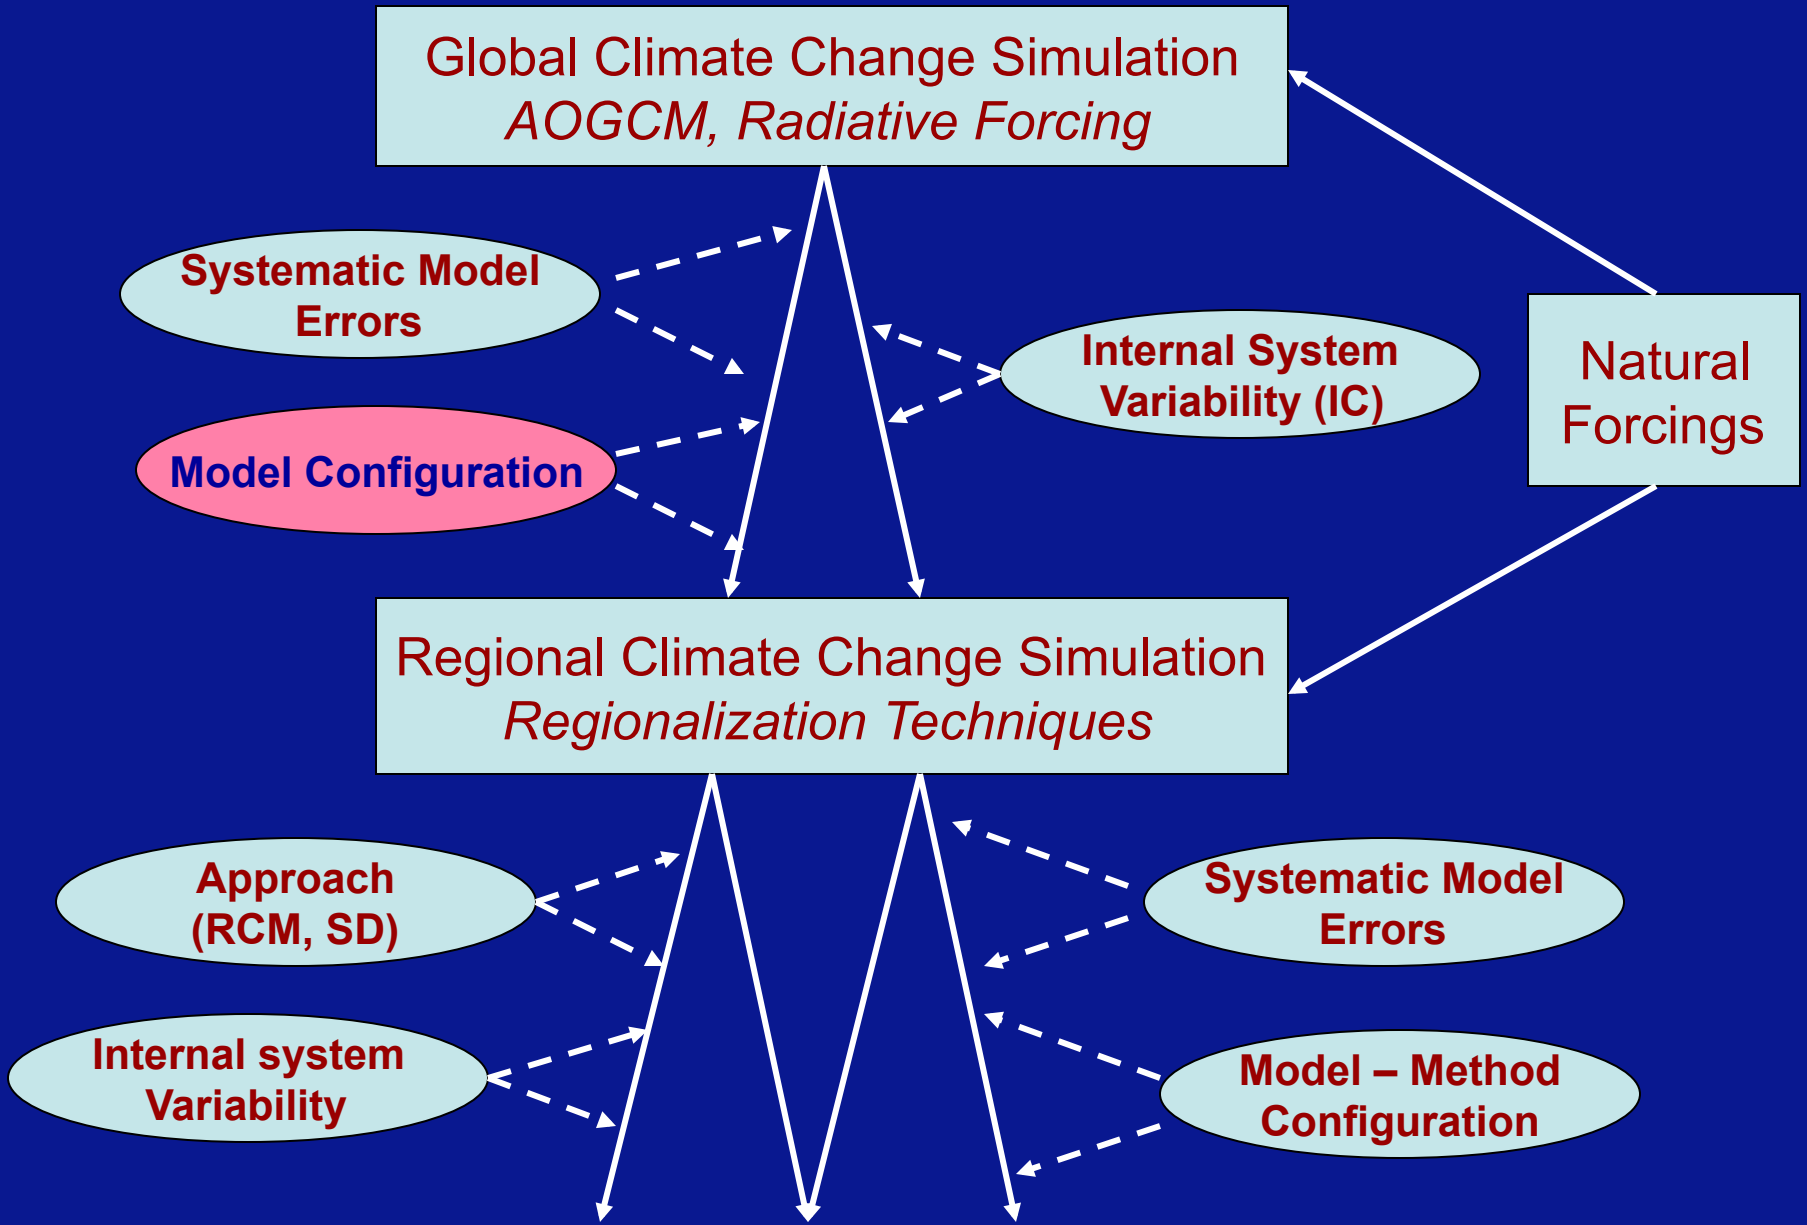 Global Climate Change Simulation
AOGCM, Radiative Forcing
Systematic Model
Errors
Internal System
Variability (IC)
Natural
Forcings
Model Configuration
Regional Climate Change Simulation
Regionalization Techniques
Approach
(RCM, SD)
Systematic Model
Errors
Internal system
Variability
Model – Method
Configuration